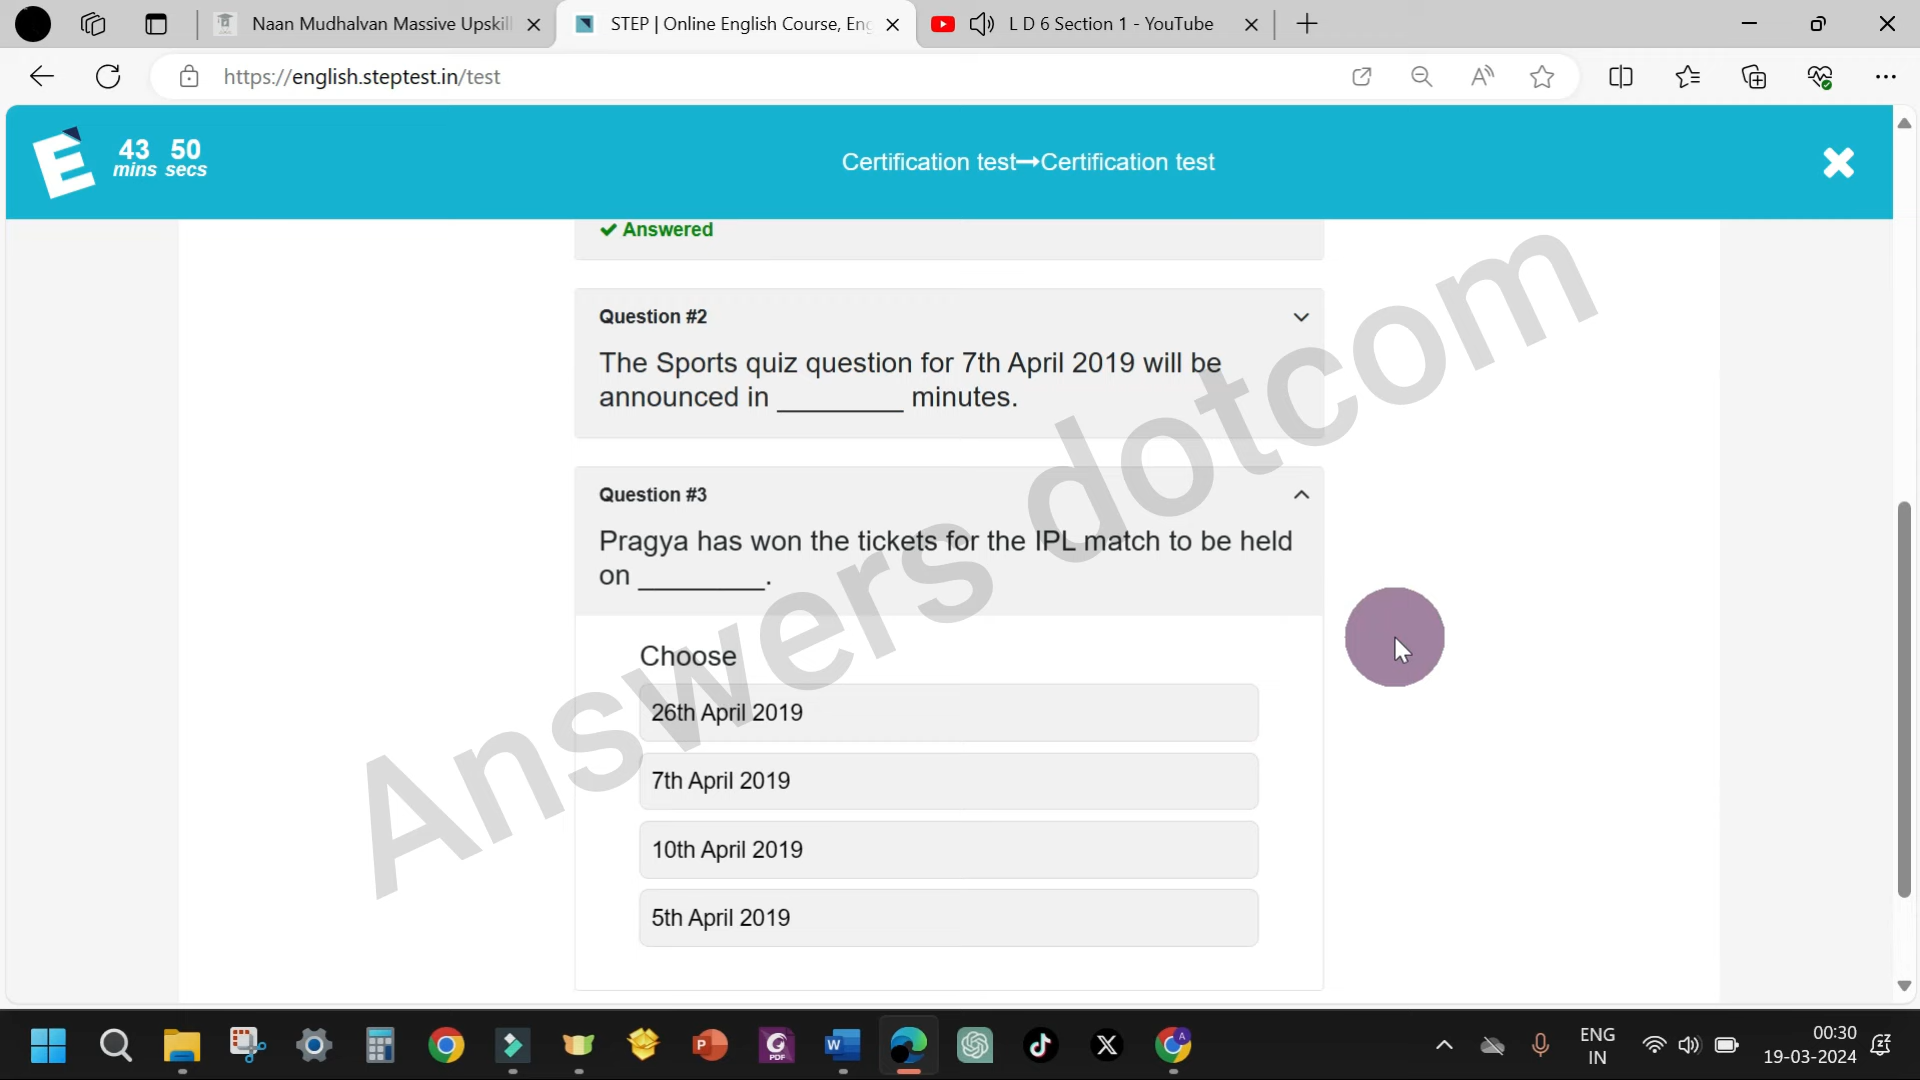 Naan Mudhalvan Massive Upskill
STEP | Online English Course, Eng
L D 6 Section 1 - YouTube
https://english.steptest.in/test
43 50
mins secs
Certification test➞Certification test
Answered
Question #2
The Sports quiz question for 7th April 2019 will be
announced in ________ minutes.
Question #3
Pragya has won the tickets for the IPL match to be held
on ________.
Choose
26th April 2019
7th April 2019
10th April 2019
5th April 2019
Answers dotcom
ENG
IN
00:30
19-03-2024